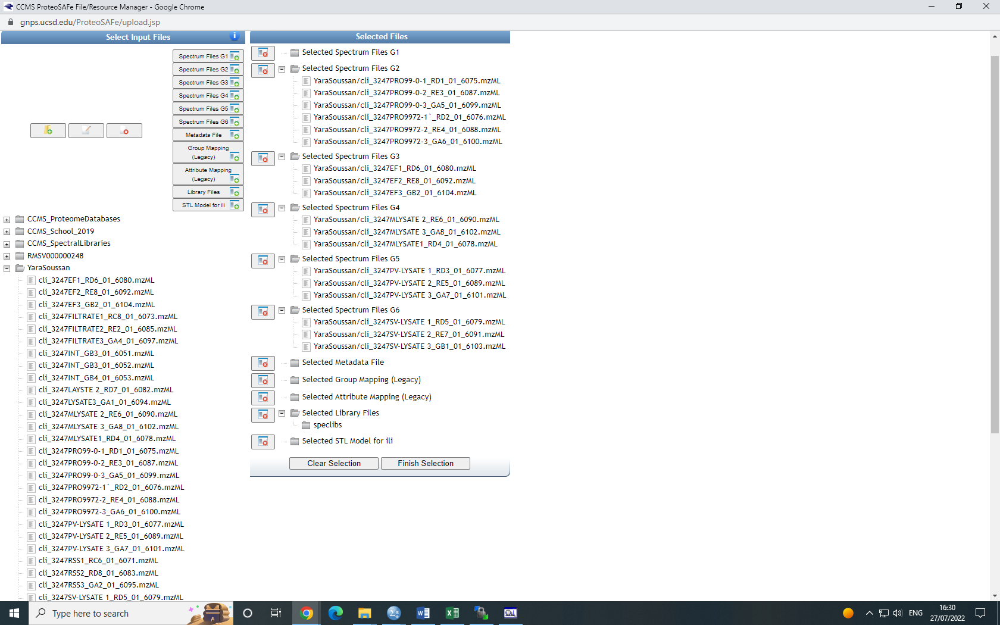 CCMS ProteoSAFe File/Resource Manager - Google Chrome
gnps.ucsd.edu/ProteoSAFe/upload.jsp
Select Input Files
Spectrum Files G1
Spectrum Files G2
Spectrum Files G3
Spectrum Files G4
Spectrum Files G5
Spectrum Files G6
Metadata File
Group Mapping
(Legacy)
Attribute Mapping
(Legacy)
Library Files
STL Model for ili
CCMS_ProteomeDatabases
CCMS_School_2019
CCMS_SpectralLibraries
RMSV000000248
YaraSoussan
cli_3247EF1_RD6_01_6080.mzML
cli_3247EF2_RE8_01_6092.mzML
cli_3247EF3_GB2_01_6104.mzML
cli_3247FILTRATE1_RC8_01_6073.mzML
cli_3247FILTRATE2_RE2_01_6085.mzML
cli_3247FILTRATE3_GA4_01_6097.mzML
cli_3247INT_GB3_01_6051.mzML
cli_3247INT_GB3_01_6052.mzML
cli_3247INT_GB4_01_6053.mzML
cli_3247LAYSTE 2_RD7_01_6082.mzML
cli_3247LYSATE3_GA1_01_6094.mzML
cli_3247MLYSATE 2_RE6_01_6090.mzML
cli_3247MLYSATE 3_GA8_01_6102.mzML
cli_3247MLYSATE1_RD4_01_6078.mzML
cli_3247PRO99-0-1_RD1_01_6075.mzML
cli_3247PRO99-0-2_RE3_01_6087.mzML
cli_3247PRO99-0-3_GA5_01_6099.mzML
cli_3247PRO9972-1`_RD2_01_6076.mzML
cli_3247PRO9972-2_RE4_01_6088.mzML
cli_3247PRO9972-3_GA6_01_6100.mzML
cli_3247PV-LYSATE 1_RD3_01_6077.mzML
cli_3247PV-LYSATE 2_RE5_01_6089.mzML
cli_3247PV-LYSATE 3_GA7_01_6101.mzML
cli_3247RSS1_RC6_01_6071.mzML
cli_3247RSS2_RD8_01_6083.mzML
cli_3247RSS3_GA2_01_6095.mzML
cli_3247SV-LYSATE 1_RD5_01_6079.mzML
Selected Files
Selected Spectrum Files G1
Selected Spectrum Files G2
YaraSoussan/cli_3247PRO99-0-1_RD1_01_6075.mzML
YaraSoussan/cli_3247PRO99-0-2_RE3_01_6087.mzML
YaraSoussan/cli_3247PRO99-0-3_GA5_01_6099.mzML
YaraSoussan/cli_3247PRO9972-1`_RD2_01_6076.mzML
YaraSoussan/cli_3247PRO9972-2_RE4_01_6088.mzML
YaraSoussan/cli_3247PRO9972-3_GA6_01_6100.mzML
Selected Spectrum Files G3
YaraSoussan/cli_3247EF1_RD6_01_6080.mzML
YaraSoussan/cli_3247EF2_RE8_01_6092.mzML
YaraSoussan/cli_3247EF3_GB2_01_6104.mzML
Selected Spectrum Files G4
YaraSoussan/cli_3247MLYSATE 2_RE6_01_6090.mzML
YaraSoussan/cli_3247MLYSATE 3_GA8_01_6102.mzML
YaraSoussan/cli_3247MLYSATE1_RD4_01_6078.mzML
Selected Spectrum Files G5
YaraSoussan/cli_3247PV-LYSATE 1_RD3_01_6077.mzML
YaraSoussan/cli_3247PV-LYSATE 2_RE5_01_6089.mzML
YaraSoussan/cli_3247PV-LYSATE 3_GA7_01_6101.mzML
Selected Spectrum Files G6
YaraSoussan/cli_3247SV-LYSATE 1_RD5_01_6079.mzML
YaraSoussan/cli_3247SV-LYSATE 2_RE7_01_6091.mzML
YaraSoussan/cli_3247SV-LYSATE 3_GB1_01_6103.mzML
Selected Metadata File
Selected Group Mapping (Legacy)
Selected Attribute Mapping (Legacy)
Selected Library Files
speclibs
Selected STL Model for ili
Clear Selection
Finish Selection
Type here to search
ENG
16:30
27/07/2022